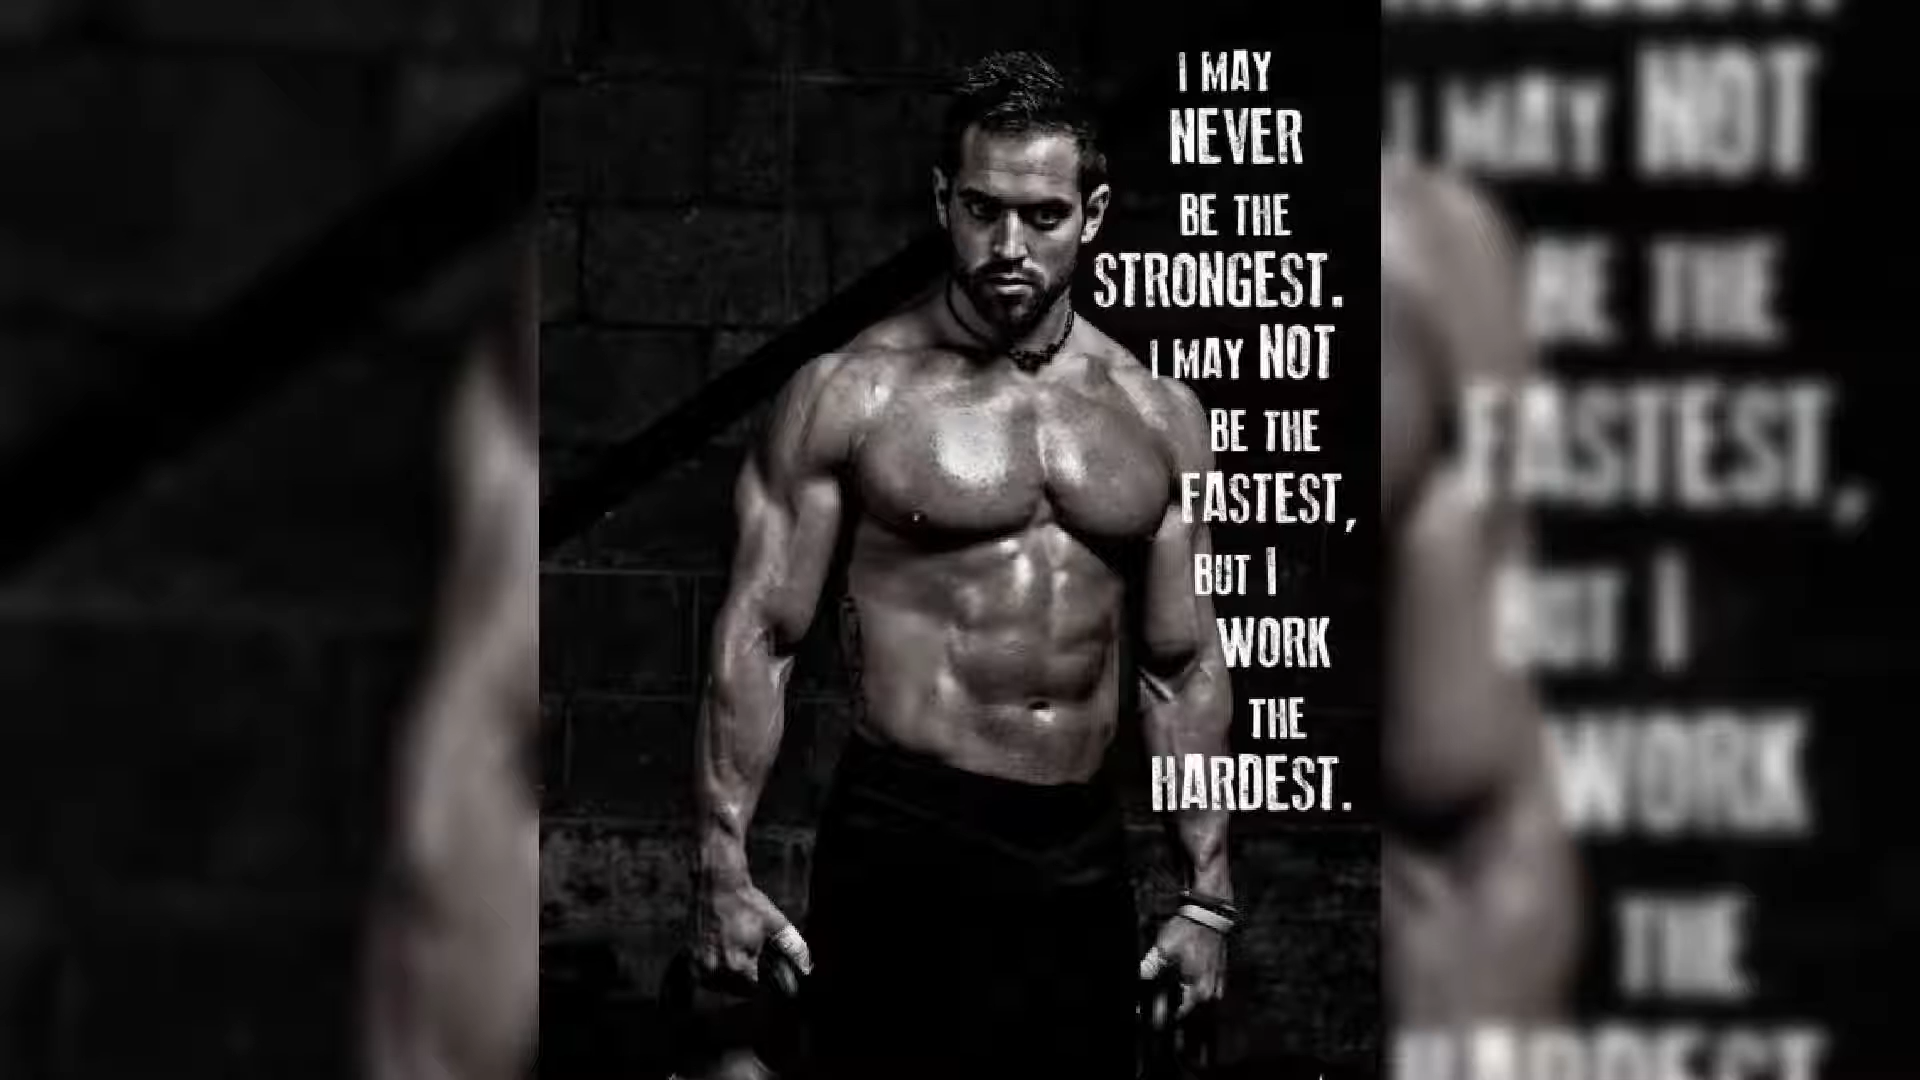 I MAY
NEVER
BE THE
STRONGEST.
I MAY NOT
BE THE
FASTEST,
BUT I
WORK
THE
HARDEST.